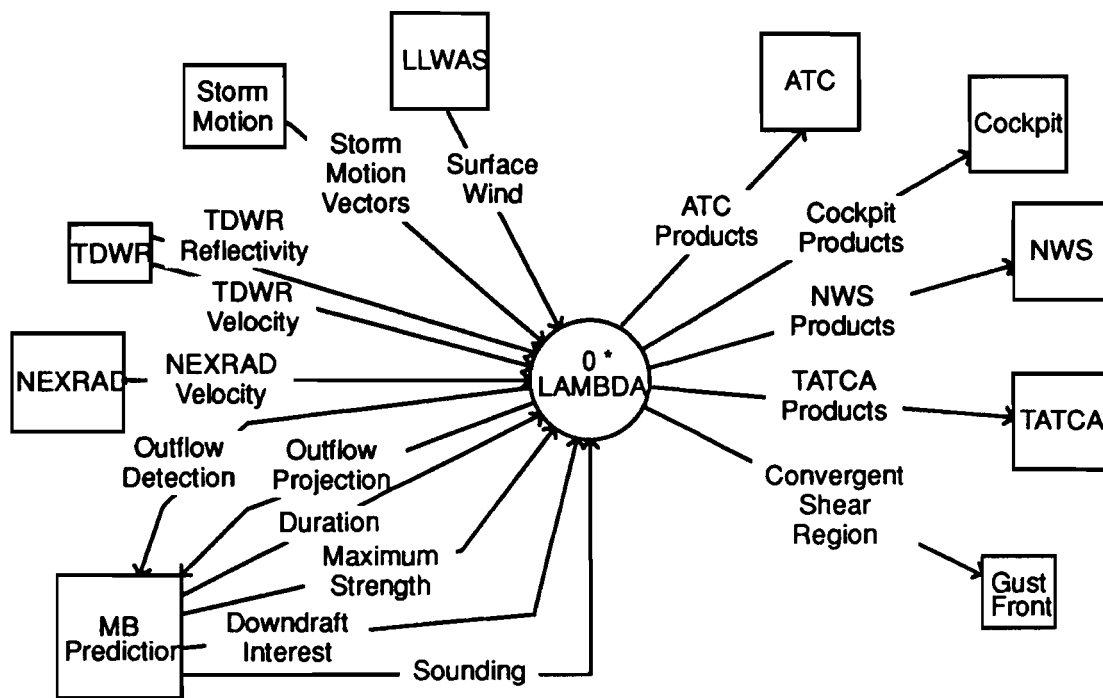 LLWAS
ATC
Storm
Motion
Cockpit
Storm
Motion
Vectors
Surface
Wind
ATC
Products
Cockpit
Products
TDWR
TDWR
Reflectivity
TDWR
Velocity
NWS
NWS
Products
NEXRAD
NEXRAD
Velocity
0 *
LAMBDA
TATCA
Products
TATCA
Outflow
Detection
Outflow
Projection
Convergent
Shear
Region
Duration
Maximum
Strength
Gust
Front
MB
Prediction
Downdraft
Interest
Sounding